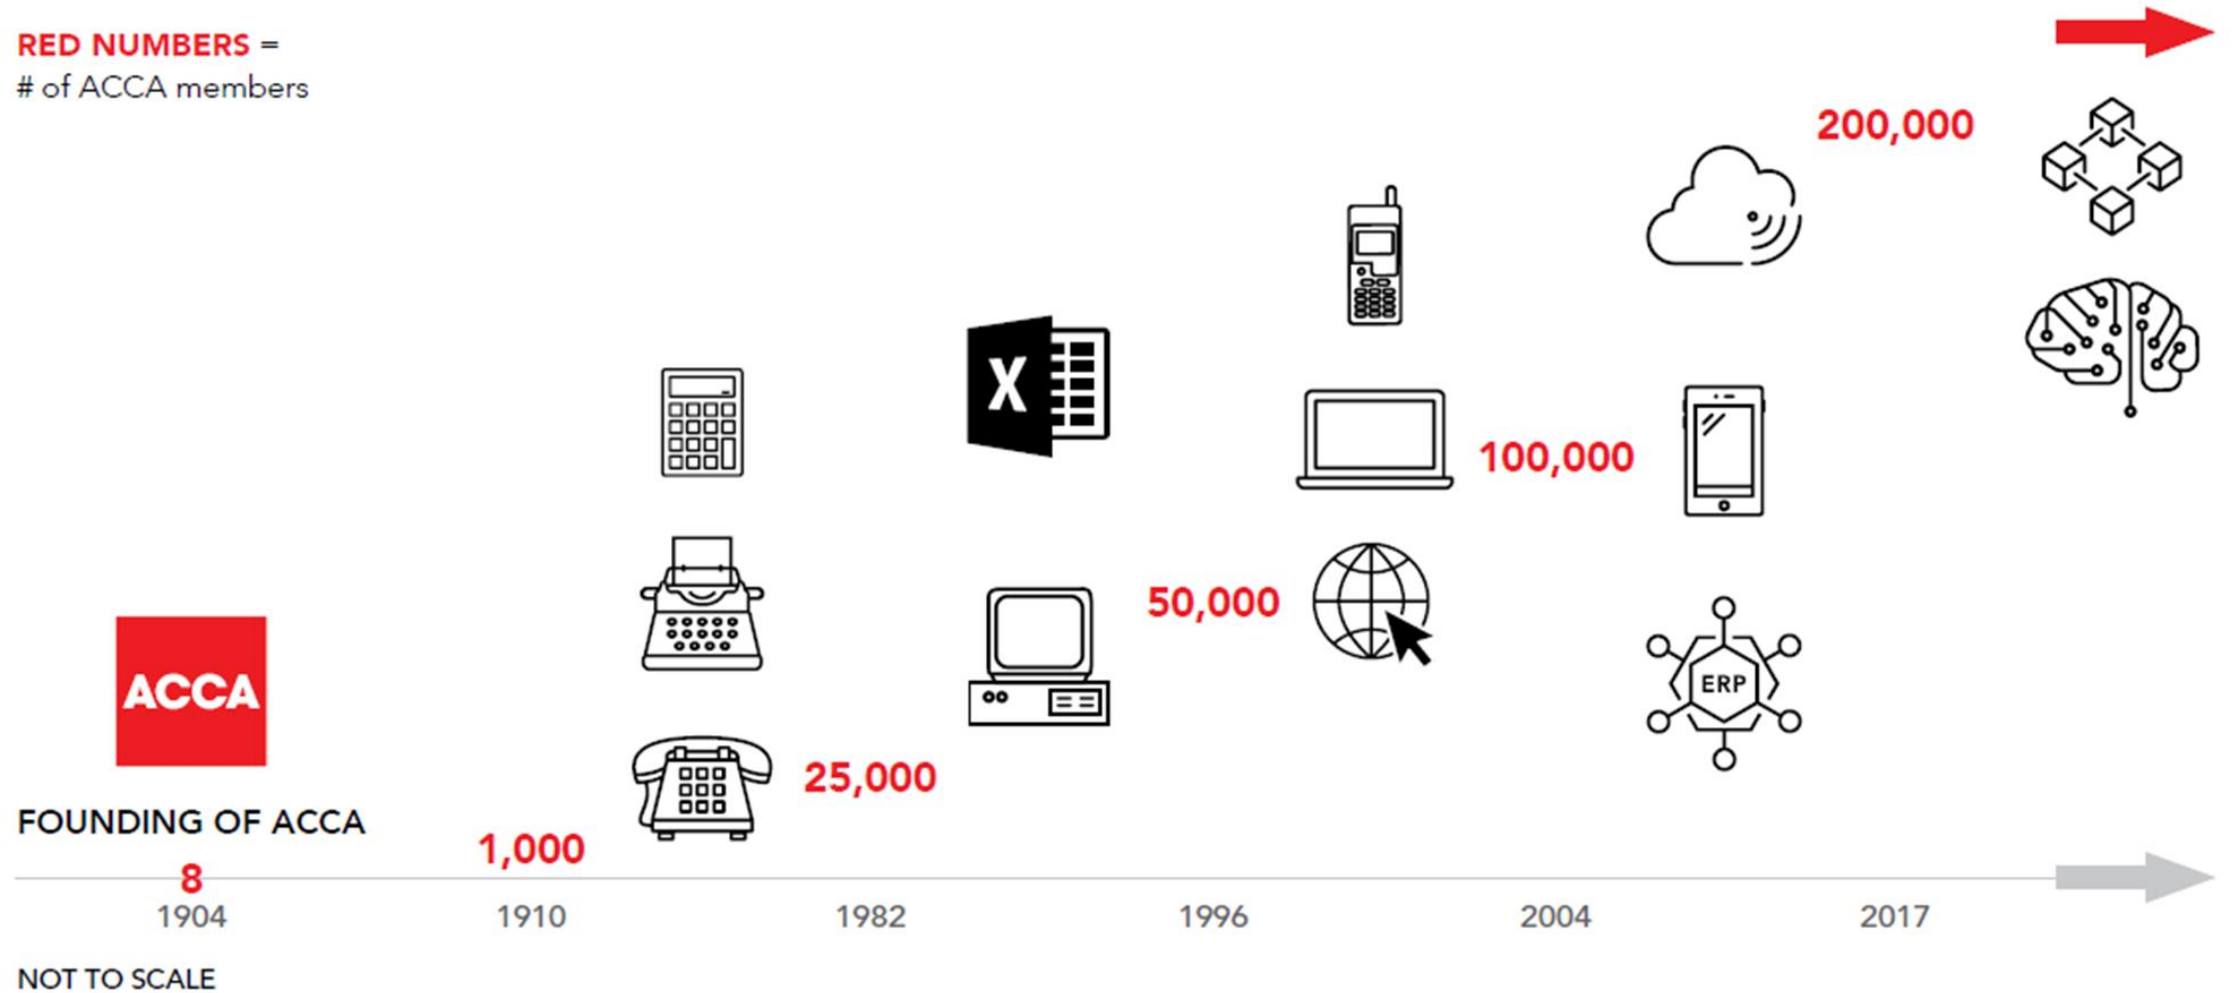 RED NUMBERS =
# of ACCA members
200,000
X
100,000
50,000
ERP
ACCA
25,000
FOUNDING OF ACCA
1,000
8
1904 1910 1982 1996 2004 2017
NOT TO SCALE